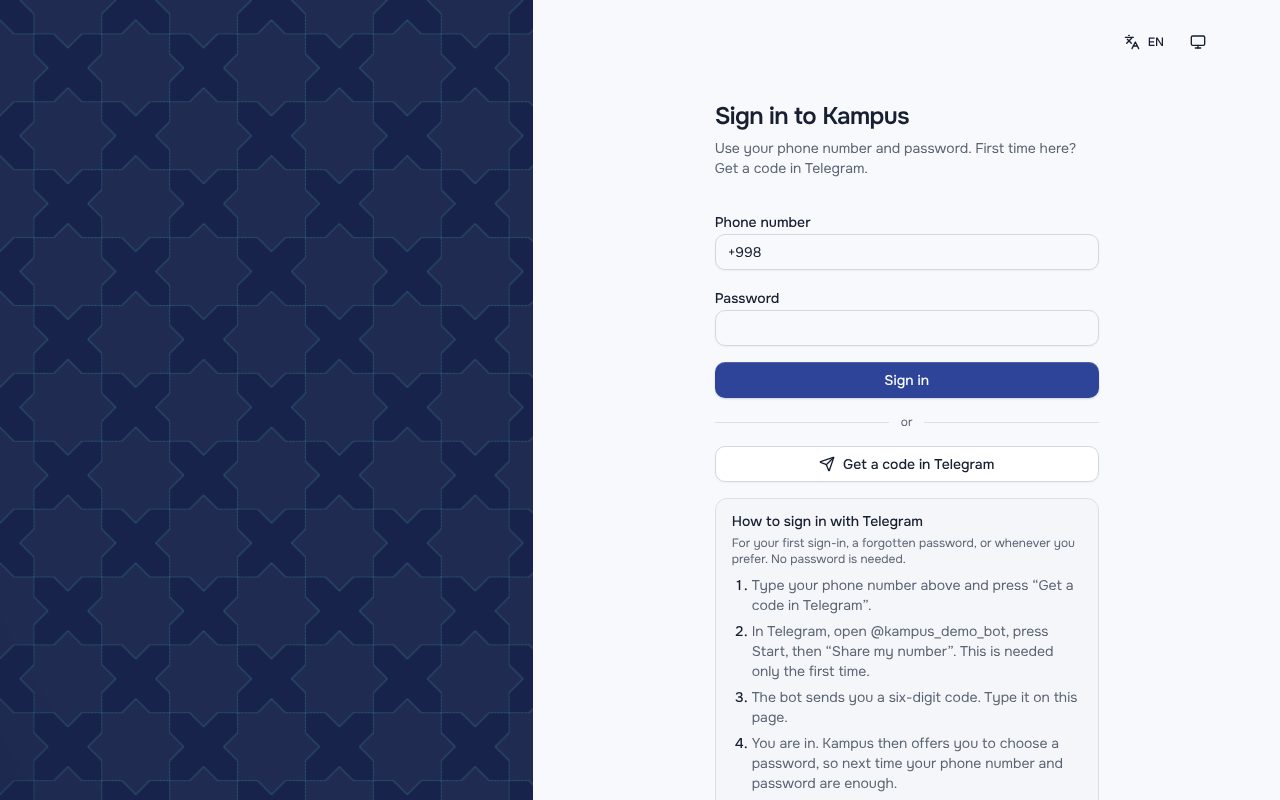 EN
Sign in to Kampus
Use your phone number and password. First time here?
Get a code in Telegram.
Phone number
+998
Password
Sign in
or
Get a code in Telegram
How to sign in with Telegram
For your first sign-in, a forgotten password, or whenever you
prefer. No password is needed.
1. Type your phone number above and press “Get a
code in Telegram”.
2. In Telegram, open @kampus_demo_bot, press
Start, then “Share my number”. This is needed
only the first time.
3. The bot sends you a six-digit code. Type it on this
page.
4. You are in. Kampus then offers you to choose a
password, so next time your phone number and
password are enough.